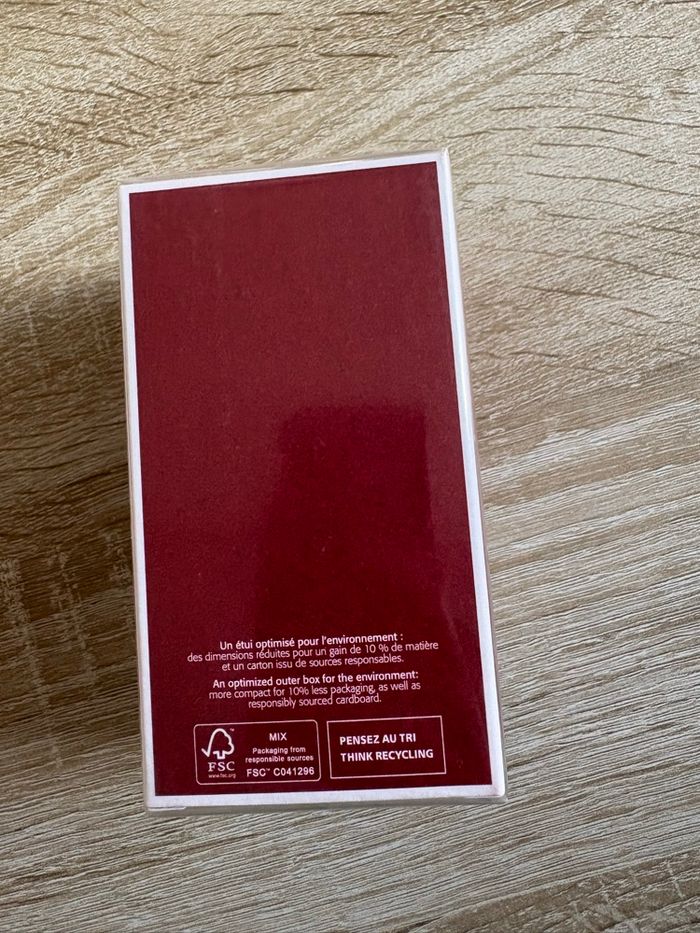 Un étui optimisé pour l'environnement :
des dimensions réduites pour un gain de 10 % de matière
et un carton issu de sources responsables.
An optimized outer box for the environment:
more compact for 10% less packaging, as well as
responsibly sourced cardboard.
FSC
www.fsc.org
MIX
Packaging from
responsible sources
FSC™ C041296
PENSEZ AU TRI
THINK RECYCLING